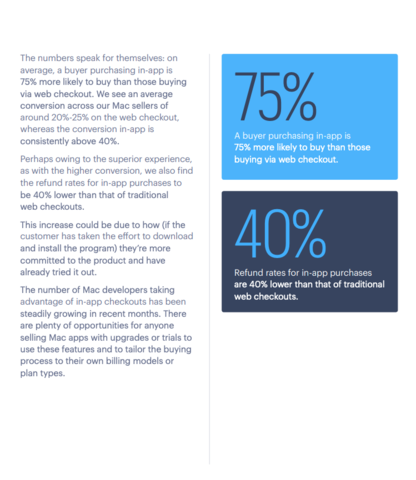 The numbers speak for themselves: on
average, a buyer purchasing in-app is
75% more likely to buy than those buying
via web checkout. We see an average
conversion across our Mac sellers of
around 20%-25% on the web checkout,
whereas the conversion in-app is
consistently above 40%.
Perhaps owing to the superior experience,
as with the higher conversion, we also find
the refund rates for in-app purchases to
be 40% lower than that of traditional
web checkouts.
This increase could be due to how (if the
customer has taken the effort to download
and install the program) they're more
committed to the product and have
already tried it out.
The number of Mac developers taking
advantage of in-app checkouts has been
steadily growing in recent months. There
are plenty of opportunities for anyone
selling Mac apps with upgrades or trials to
use these features and to tailor the buying
process to their own billing models or
plan types.
75%
A buyer purchasing in-app is
75% more likely to buy than those
buying via web checkout.
40%
Refund rates for in-app purchases
are 40% lower than that of traditional
web checkouts.